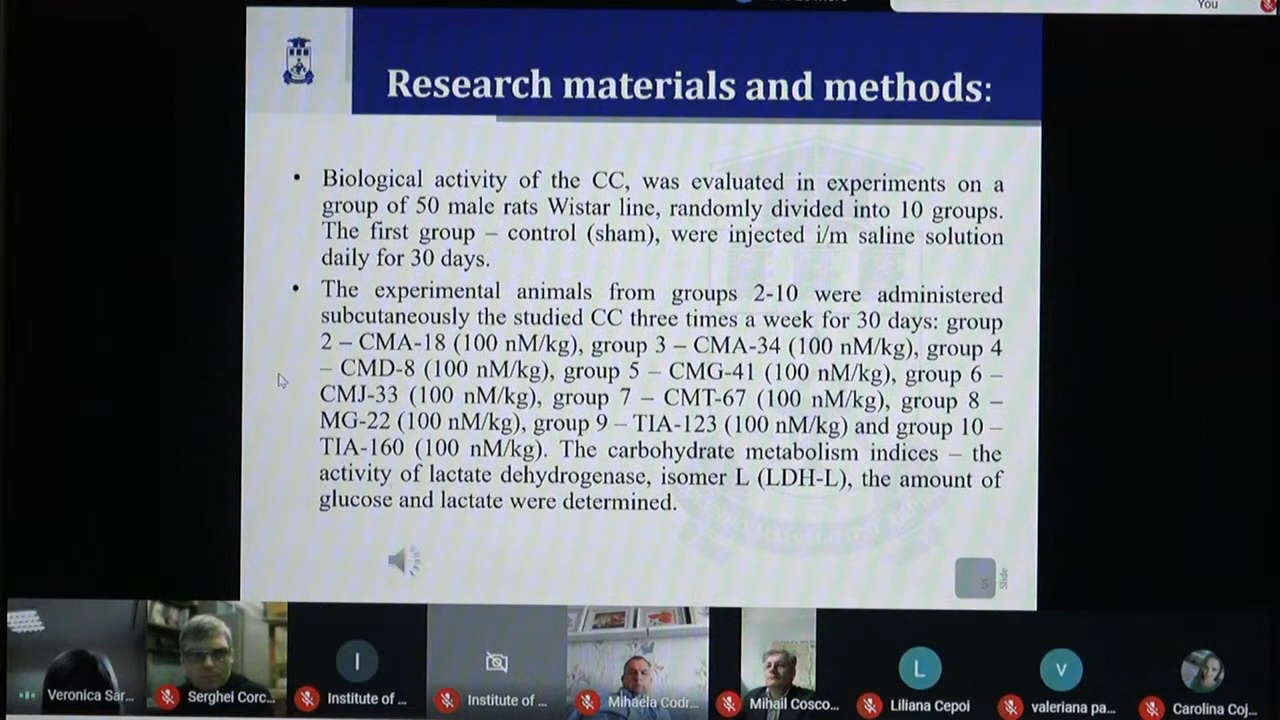 You
Research materials and methods:
• Biological activity of the CC, was evaluated in experiments on a
group of 50 male rats Wistar line, randomly divided into 10 groups.
The first group – control (sham), were injected i/m saline solution
daily for 30 days.
• The experimental animals from groups 2-10 were administered
subcutaneously the studied CC three times a week for 30 days: group
2 – CMA-18 (100 nM/kg), group 3 – CMA-34 (100 nM/kg), group 4
– CMD-8 (100 nM/kg), group 5 – CMG-41 (100 nM/kg), group 6 –
CMJ-33 (100 nM/kg), group 7 – CMT-67 (100 nM/kg), group 8 –
MG-22 (100 nM/kg), group 9 – TIA-123 (100 nM/kg) and group 10 –
TIA-160 (100 nM/kg). The carbohydrate metabolism indices – the
activity of lactate dehydrogenase, isomer L (LDH-L), the amount of
glucose and lactate were determined.
5
Slide
I
L
v
Veronica Sar...
Serghei Corc...
Institute of ...
Institute of ...
Mihaela Codr...
Mihail Cosco...
Liliana Cepoi
valeriana pa...
Carolina Coj...